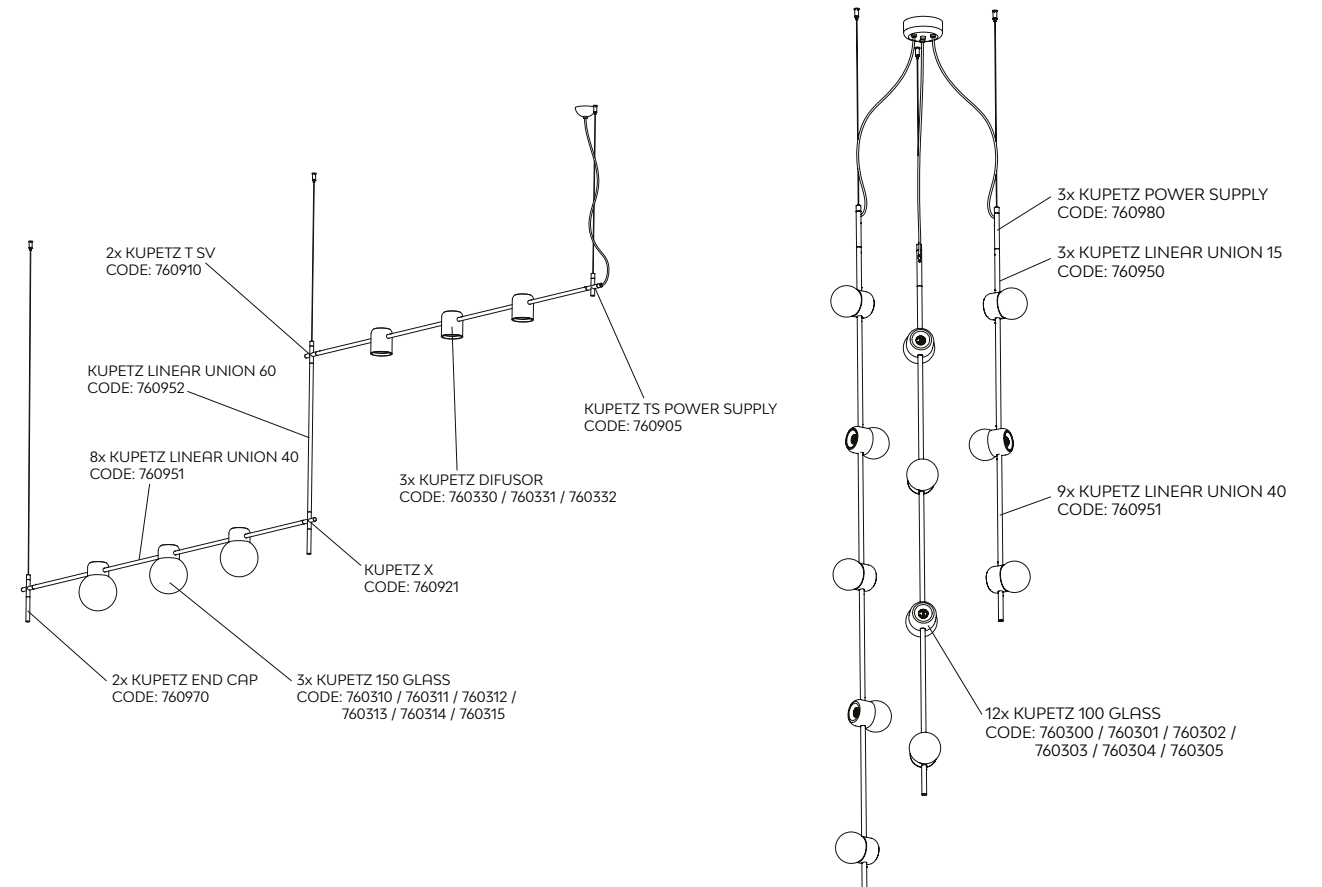 2x KUPETZ T SV
CODE: 760910
KUPETZ LINEAR UNION 60
CODE: 760952
8x KUPETZ LINEAR UNION 40
CODE: 760951
KUPETZ TS POWER SUPPLY
CODE: 760905
3x KUPETZ DIFUSOR
CODE: 760330 / 760331 / 760332
KUPETZ X
CODE: 760921
2x KUPETZ END CAP
CODE: 760970
3x KUPETZ 150 GLASS
CODE: 760310 / 760311 / 760312 /
760313 / 760314 / 760315
3x KUPETZ POWER SUPPLY
CODE: 760980
3x KUPETZ LINEAR UNION 15
CODE: 760950
9x KUPETZ LINEAR UNION 40
CODE: 760951
12x KUPETZ 100 GLASS
CODE: 760300 / 760301 / 760302 /
760303 / 760304 / 760305